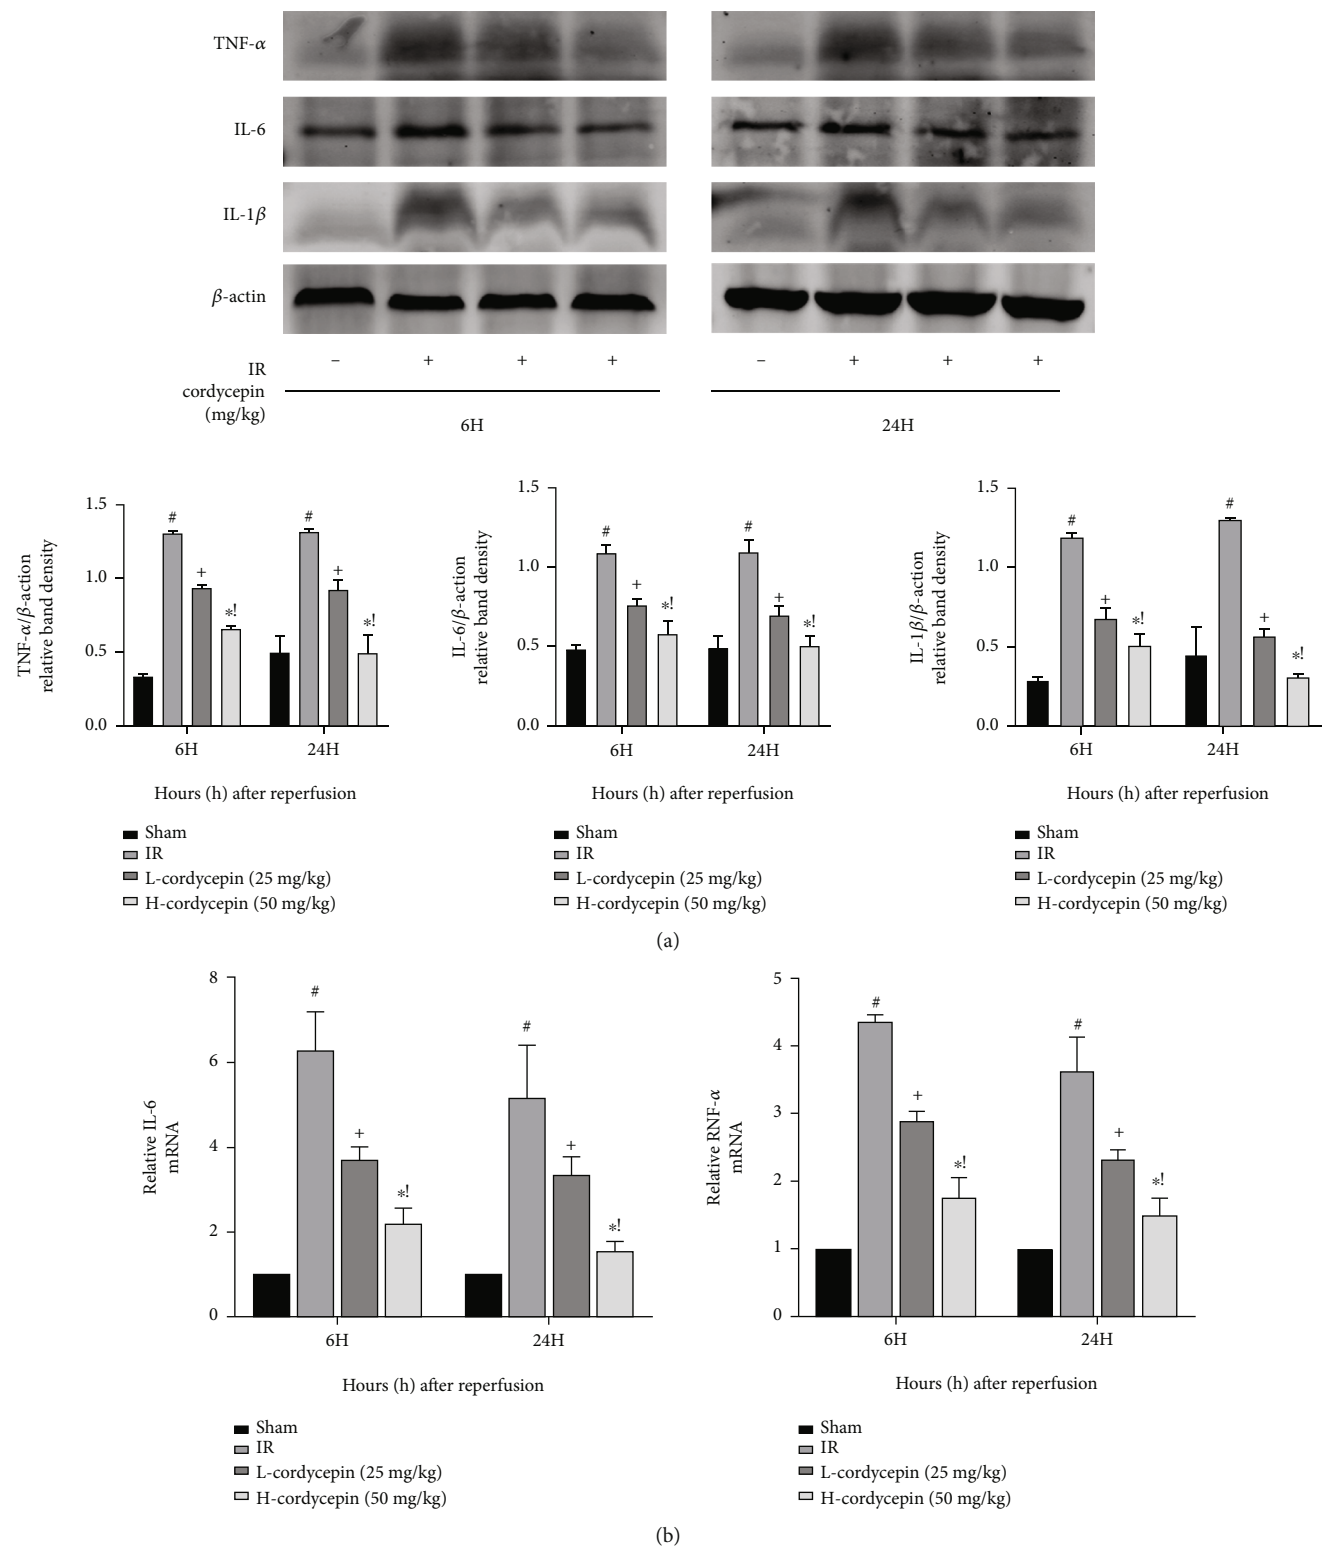 TNF-α
IL-6
IL-1β
β-actin
IR
− + + + − + + +
cordycepin
(mg/kg)
6H 24H
TNF-α/β-action
relative band density
1.5
1.0
0.5
0.0
# + *! # + *!
6H 24H
Hours (h) after reperfusion
Sham
IR
L-cordycepin (25 mg/kg)
H-cordycepin (50 mg/kg)
IL-6/β-action
relative band density
1.5
1.0
0.5
0.0
# + *! # + *!
6H 24H
Hours (h) after reperfusion
Sham
IR
L-cordycepin (25 mg/kg)
H-cordycepin (50 mg/kg)
IL-1β/β-action
relative band density
1.5
1.0
0.5
0.0
# + *! # + *!
6H 24H
Hours (h) after reperfusion
Sham
IR
L-cordycepin (25 mg/kg)
H-cordycepin (50 mg/kg)
(a)
Relative IL-6
mRNA
8
6
4
2
0
# + *! # + *!
6H 24H
Hours (h) after reperfusion
Sham
IR
L-cordycepin (25 mg/kg)
H-cordycepin (50 mg/kg)
Relative RNF-α
mRNA
5
4
3
2
1
0
# + *! # + *!
6H 24H
Hours (h) after reperfusion
Sham
IR
L-cordycepin (25 mg/kg)
H-cordycepin (50 mg/kg)
(b)